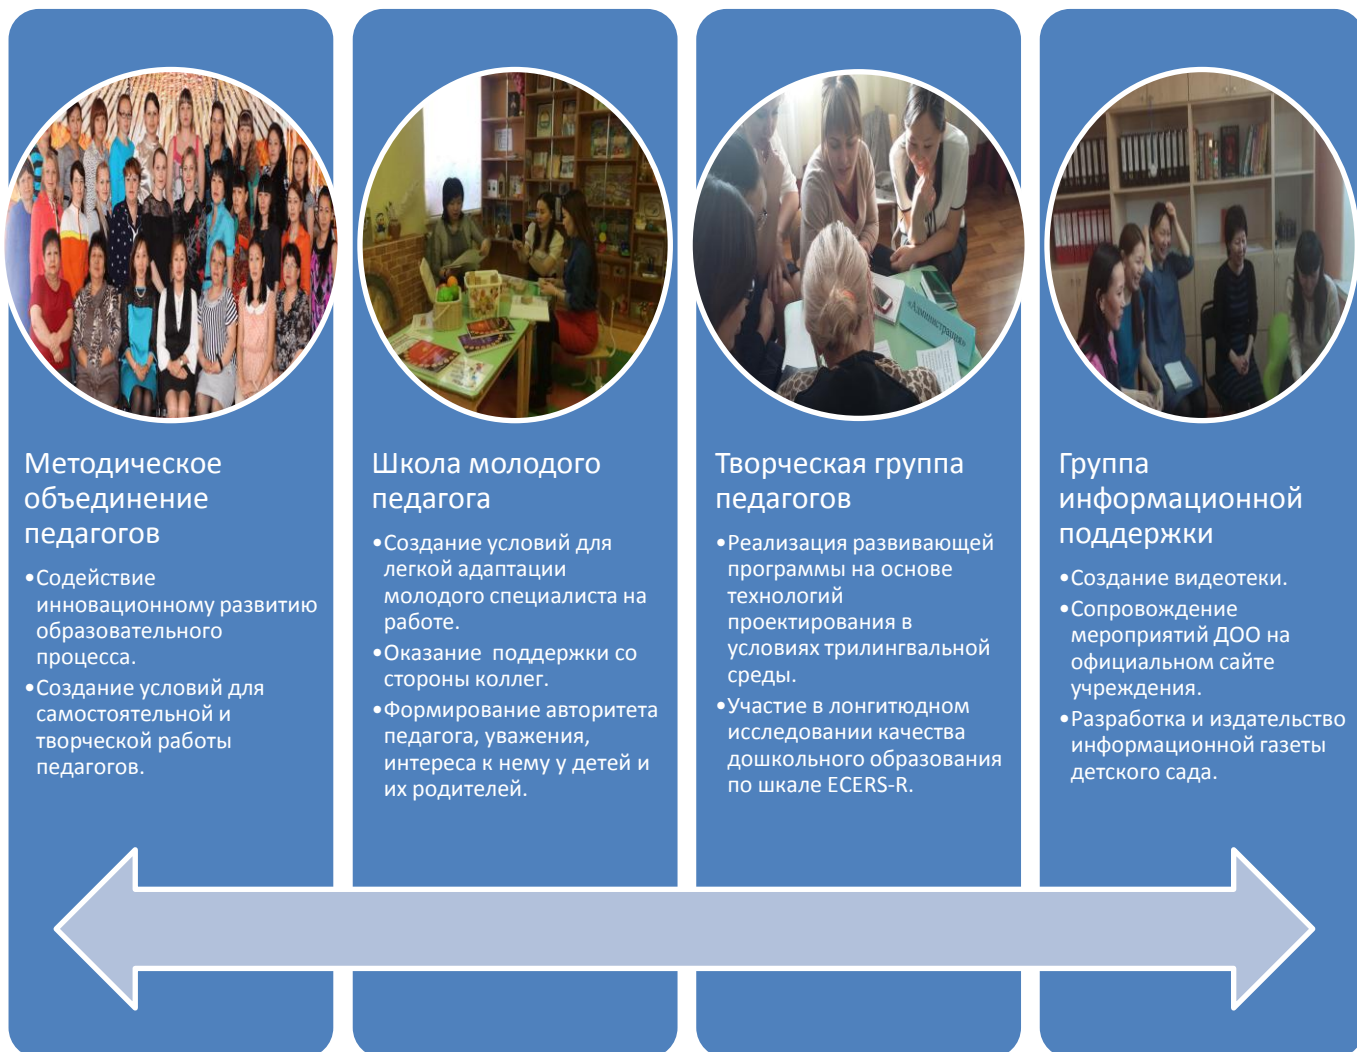 «Администрация»
Методическое
объединение
педагогов
•Содействие
инновационному развитию
образовательного
процесса.
•Создание условий для
самостоятельной и
творческой работы
педагогов.
Школа молодого
педагога
•Создание условий для
легкой адаптации
молодого специалиста на
работе.
•Оказание поддержки со
стороны коллег.
•Формирование авторитета
педагога, уважения,
интереса к нему у детей и
их родителей.
Творческая группа
педагогов
•Реализация развивающей
программы на основе
технологий
проектирования в
условиях трилингвальной
среды.
•Участие в лонгитюдном
исследовании качества
дошкольного образования
по шкале ECERS-R.
Группа
информационной
поддержки
•Создание видеотеки.
•Сопровождение
мероприятий ДОО на
официальном сайте
учреждения.
•Разработка и издательство
информационной газеты
детского сада.